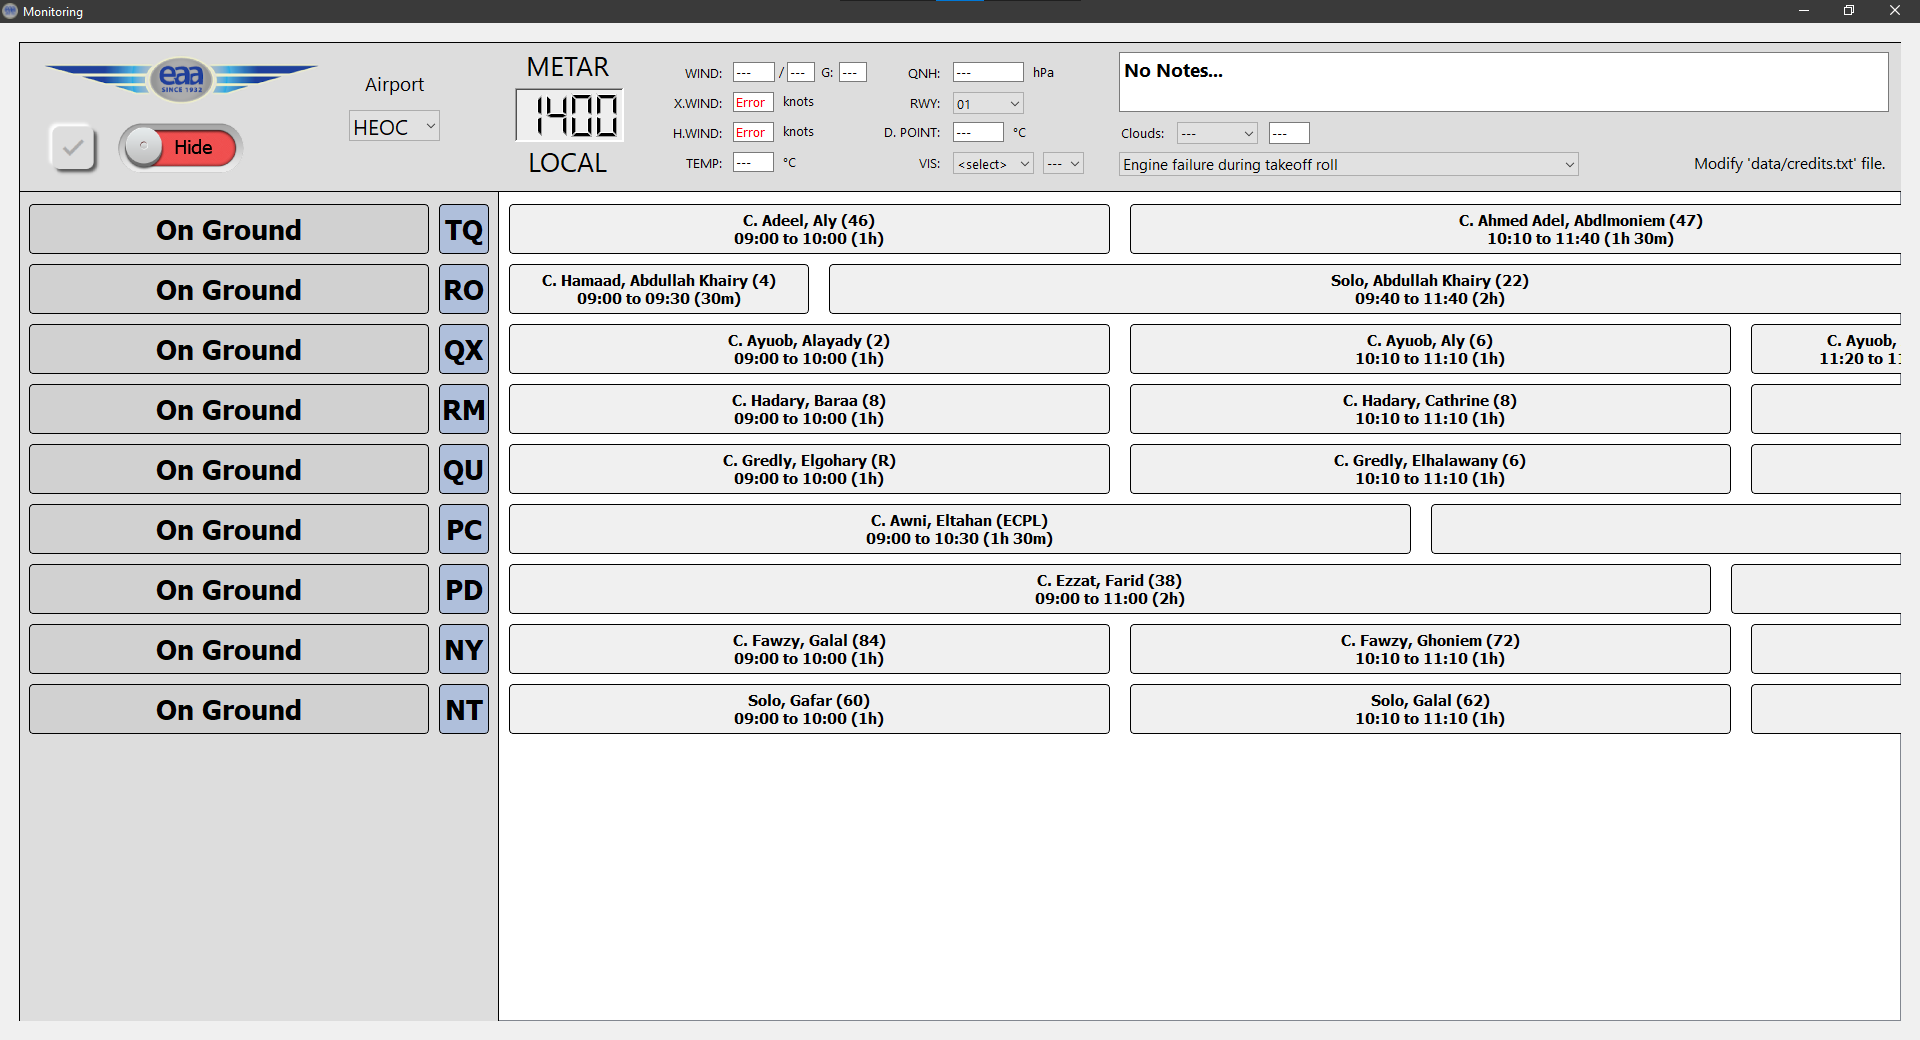 Monitoring
eaa
SINCE 1932
Hide
Airport
HEOC
METAR
1400
LOCAL
WIND: --- / --- G: ---
X.WIND: Error knots
H.WIND: Error knots
TEMP: --- °C
QNH: --- hPa
RWY: 01
D. POINT: --- °C
VIS: <select> ---
No Notes...
Clouds: --- ---
Engine failure during takeoff roll
Modify 'data/credits.txt' file.
On Ground TQ
C. Adeel, Aly (46)
09:00 to 10:00 (1h)
C. Ahmed Adel, Abdlmoniem (47)
10:10 to 11:40 (1h 30m)
On Ground RO
C. Hamaad, Abdullah Khairy (4)
09:00 to 09:30 (30m)
Solo, Abdullah Khairy (22)
09:40 to 11:40 (2h)
On Ground QX
C. Ayuob, Alayady (2)
09:00 to 10:00 (1h)
C. Ayuob, Aly (6)
10:10 to 11:10 (1h)
C. Ayuob,
11:20 to
On Ground RM
C. Hadary, Baraa (8)
09:00 to 10:00 (1h)
C. Hadary, Cathrine (8)
10:10 to 11:10 (1h)
On Ground QU
C. Gredly, Elgohary (R)
09:00 to 10:00 (1h)
C. Gredly, Elhalawany (6)
10:10 to 11:10 (1h)
On Ground PC
C. Awni, Eltahan (ECPL)
09:00 to 10:30 (1h 30m)
On Ground PD
C. Ezzat, Farid (38)
09:00 to 11:00 (2h)
On Ground NY
C. Fawzy, Galal (84)
09:00 to 10:00 (1h)
C. Fawzy, Ghoniem (72)
10:10 to 11:10 (1h)
On Ground NT
Solo, Gafar (60)
09:00 to 10:00 (1h)
Solo, Galal (62)
10:10 to 11:10 (1h)